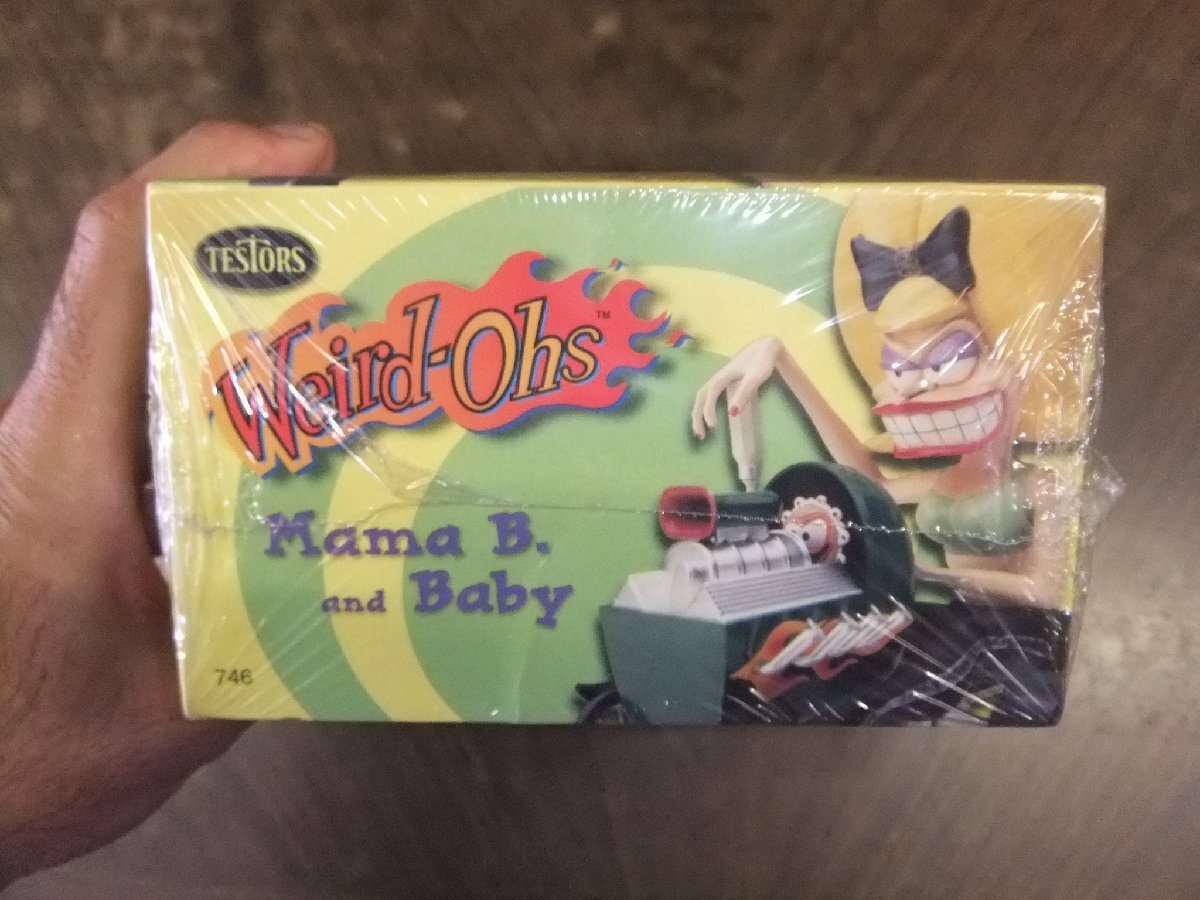 TESTORS
Weird-Ohs™
Mama B.
and Baby
746